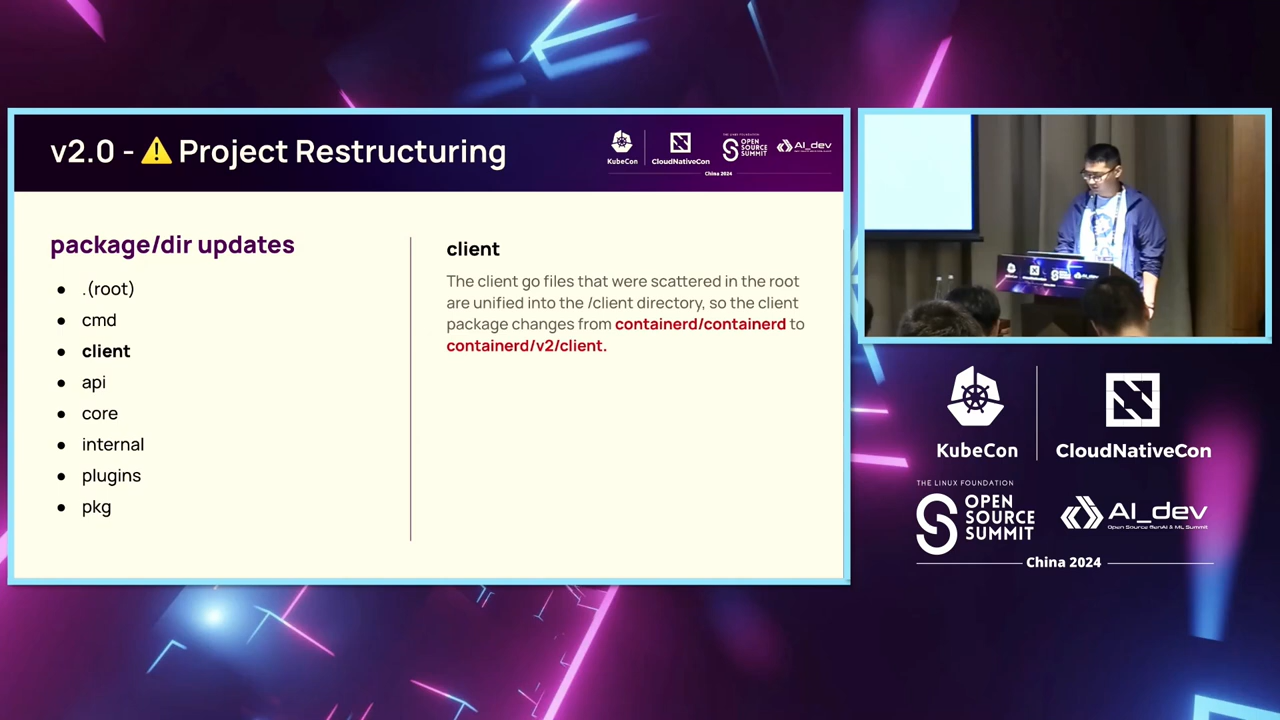 v2.0 - ⚠️ Project Restructuring
KubeCon
CloudNativeCon
THE LINUX FOUNDATION
OPEN
SOURCE
SUMMIT
AI_dev
China 2024
package/dir updates
● .(root)
● cmd
● client
● api
● core
● internal
● plugins
● pkg
client
The client go files that were scattered in the root
are unified into the /client directory, so the client
package changes from containerd/containerd to
containerd/v2/client.
KubeCon
CloudNativeCon
THE LINUX FOUNDATION
OPEN
SOURCE
SUMMIT
AI_dev
Open Source GenAI & ML Summit
China 2024